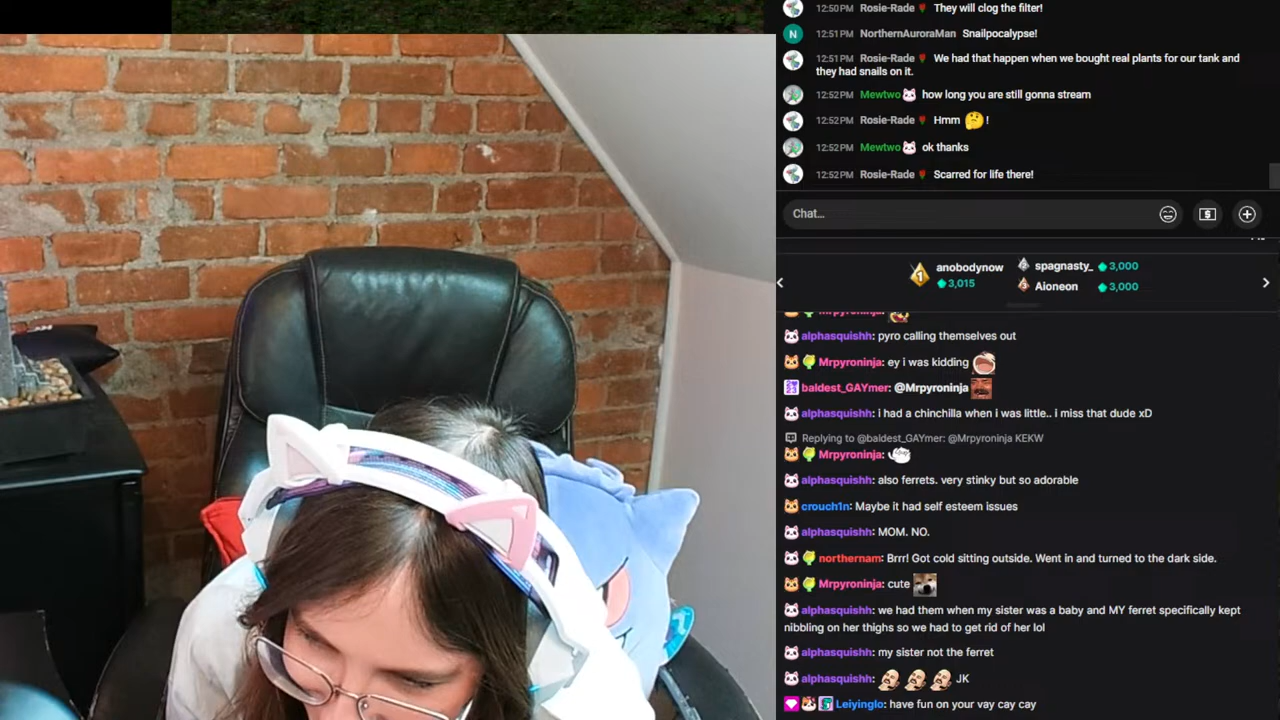 12:50PM Rosie-Rade They will clog the filter!
N 12:51PM NorthernAuroraMan Snailpocalypse!
12:51PM Rosie-Rade We had that happen when we bought real plants for our tank and
they had snails on it.
12:52PM Mewtwo how long you are still gonna stream
12:52PM Rosie-Rade Hmm !
12:52PM Mewtwo ok thanks
12:52PM Rosie-Rade Scarred for life there!
Chat...
anobodynow
3,015
spagnasty_ 3,000
Aioneon 3,000
Mrpyroninja:
alphasquishh: pyro calling themselves out
Mrpyroninja: ey i was kidding
baldest_GAYmer: @Mrpyroninja
alphasquishh: i had a chinchilla when i was little.. i miss that dude xD
Replying to @baldest_GAYmer: @Mrpyroninja KEKW
Mrpyroninja:
alphasquishh: also ferrets. very stinky but so adorable
crouch1n: Maybe it had self esteem issues
alphasquishh: MOM. NO.
northernam: Brrr! Got cold sitting outside. Went in and turned to the dark side.
Mrpyroninja: cute
alphasquishh: we had them when my sister was a baby and MY ferret specifically kept
nibbling on her thighs so we had to get rid of her lol
alphasquishh: my sister not the ferret
alphasquishh: JK
Leiyinglo: have fun on your vay cay cay